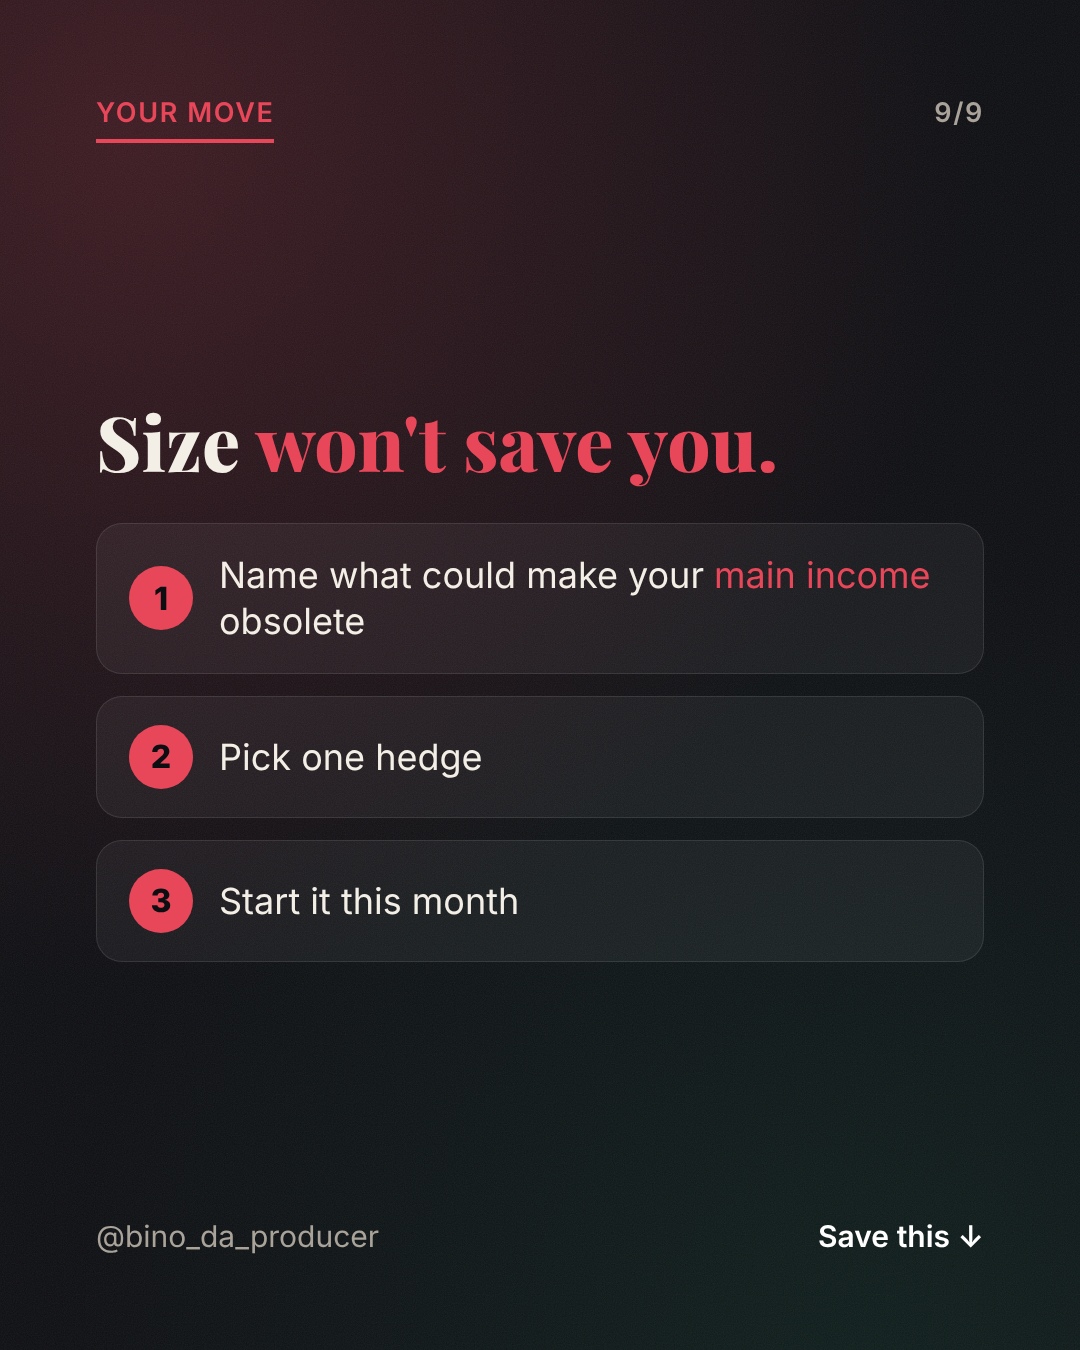 YOUR MOVE
9/9
Size won't save you.
1
Name what could make your main income
obsolete
2
Pick one hedge
3
Start it this month
@bino_da_producer
Save this ↓